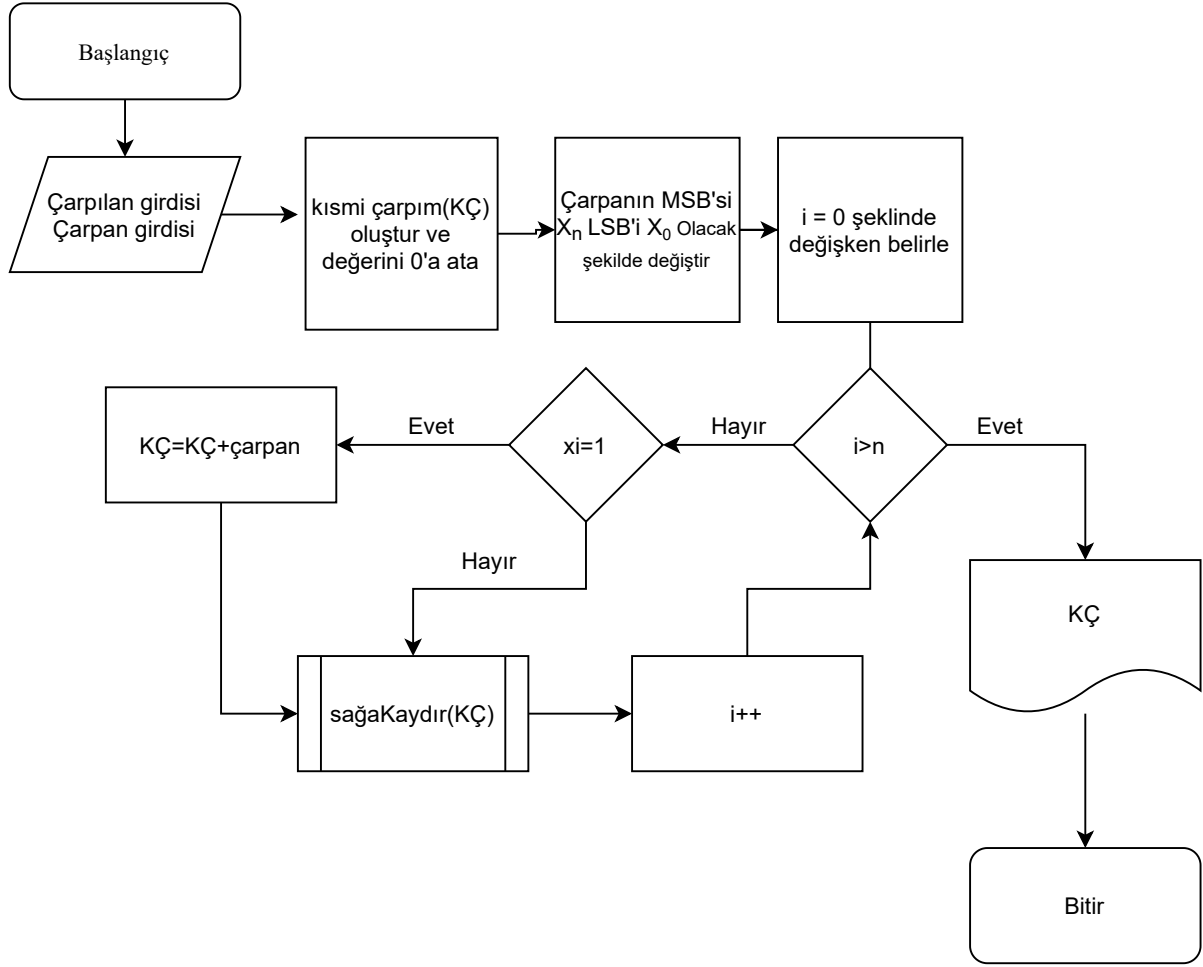 Başlangıç
Çarpılan girdisi
Çarpan girdisi
kısmi çarpım(KÇ)
oluştur ve
değerini 0'a ata
Çarpanın MSB'si
Xn LSB'i X0 Olacak
şekilde değiştir
i = 0 şeklinde
değişken belirle
i>n
Hayır
Evet
xi=1
Evet
Hayır
KÇ=KÇ+çarpan
sağaKaydır(KÇ)
i++
KÇ
Bitir